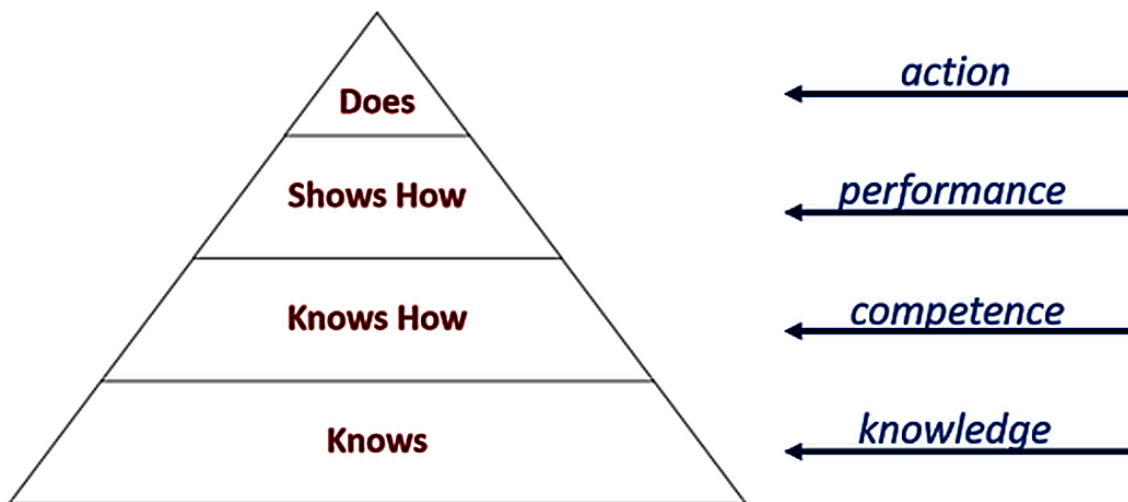 Does
action
Shows How
performance
Knows How
competence
Knows
knowledge